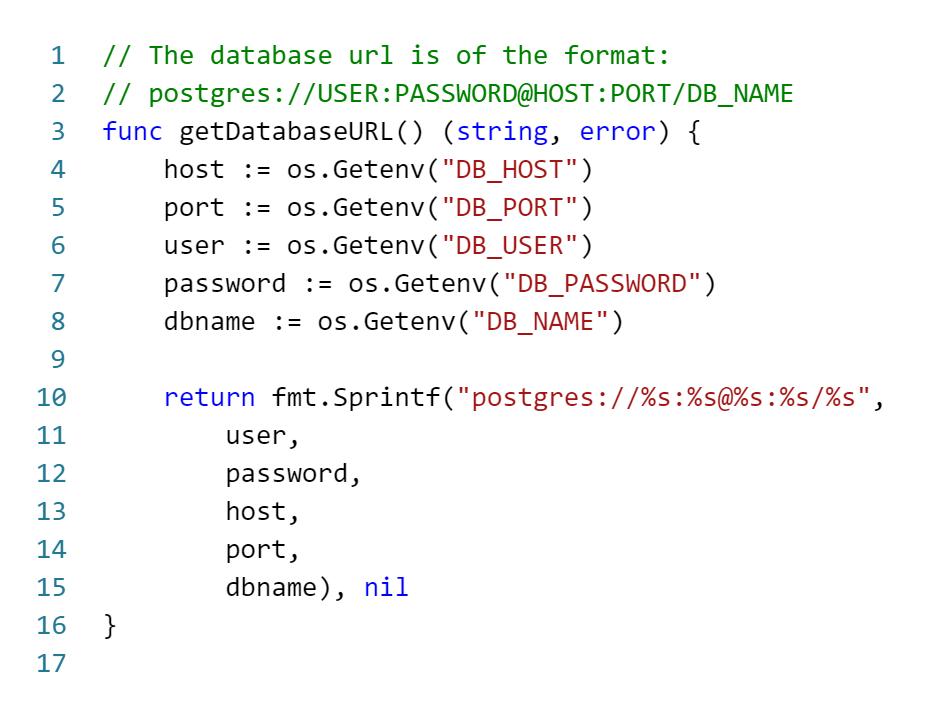 1 // The database url is of the format:
2 // postgres://USER:PASSWORD@HOST:PORT/DB_NAME
3 func getDatabaseURL() (string, error) {
4     host := os.Getenv("DB_HOST")
5     port := os.Getenv("DB_PORT")
6     user := os.Getenv("DB_USER")
7     password := os.Getenv("DB_PASSWORD")
8     dbname := os.Getenv("DB_NAME")
9
10     return fmt.Sprintf("postgres://%s:%s@%s:%s/%s",
11         user,
12         password,
13         host,
14         port,
15         dbname), nil
16 }
17